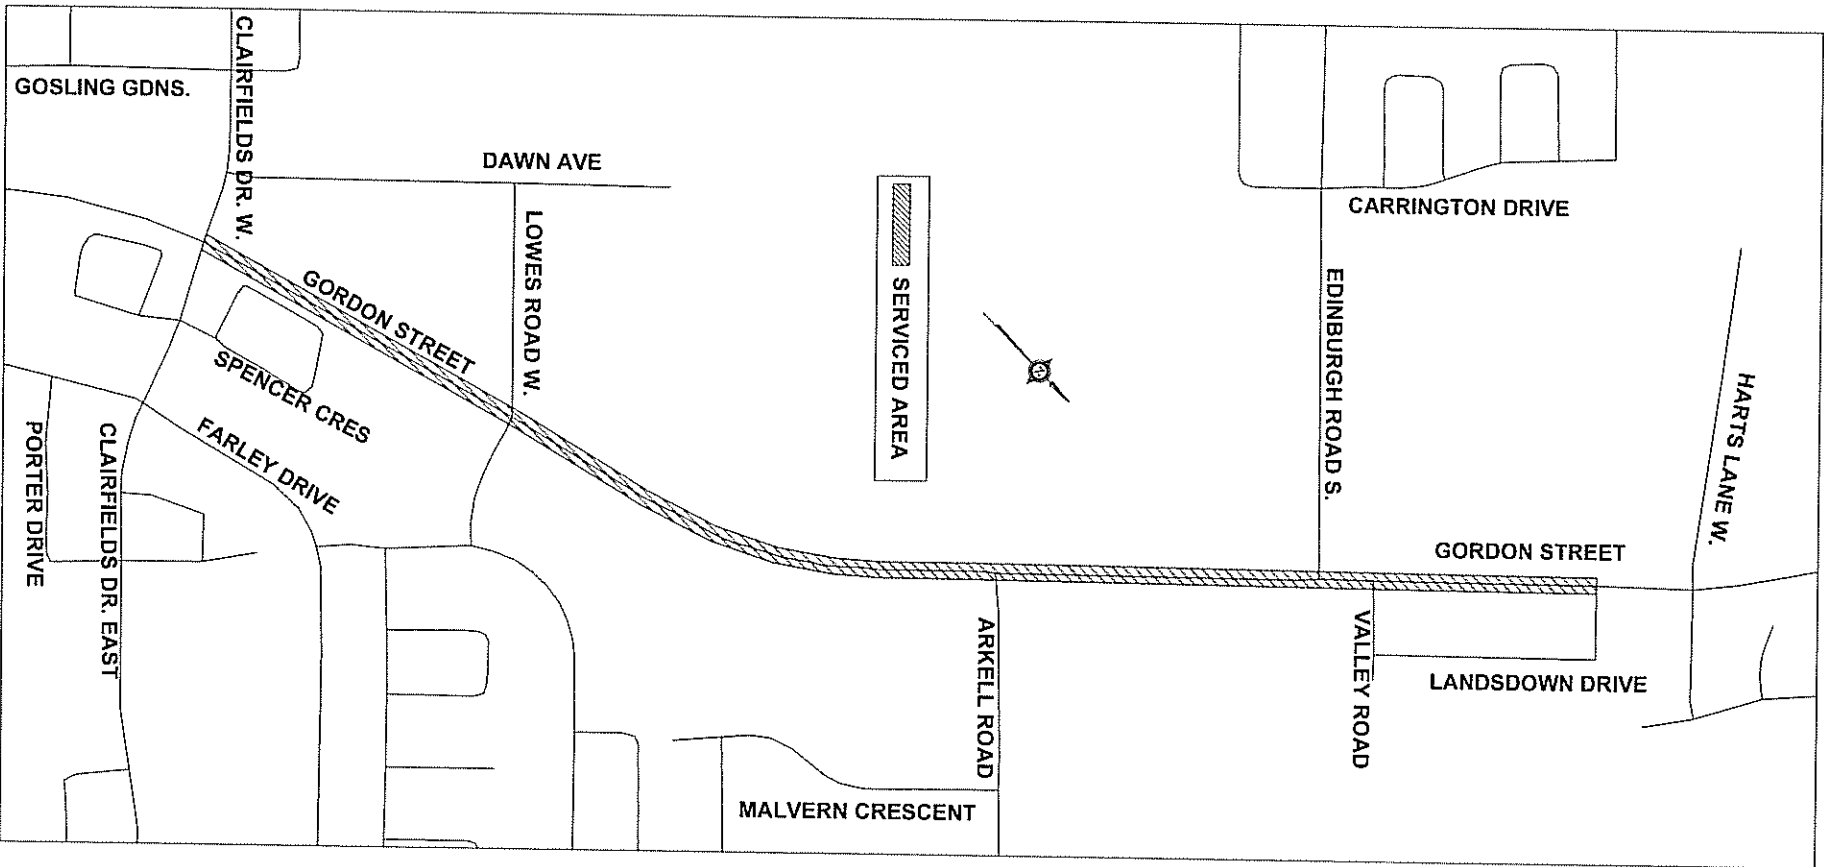 CLAIRFIELDS DR. W.
GOSLING GDNS.
DAWN AVE
LOWES ROAD W.
GORDON STREET
SPENCER CRES
FARLEY DRIVE
PORTER DRIVE
CLAIRFIELDS DR. EAST
SERVICED AREA
CARRINGTON DRIVE
EDINBURGH ROAD S.
HARTS LANE W.
GORDON STREET
ARKELL ROAD
VALLEY ROAD
LANDSDOWN DRIVE
MALVERN CRESCENT